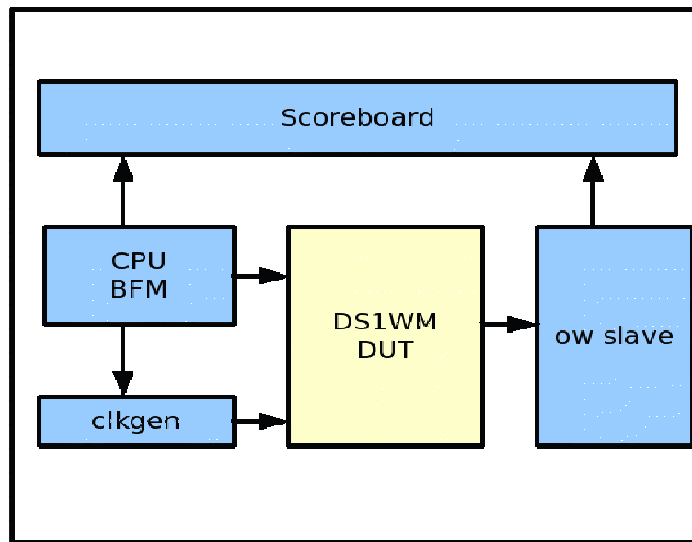 Scoreboard
CPU
BFM
DS1WM
DUT
ow slave
clkgen